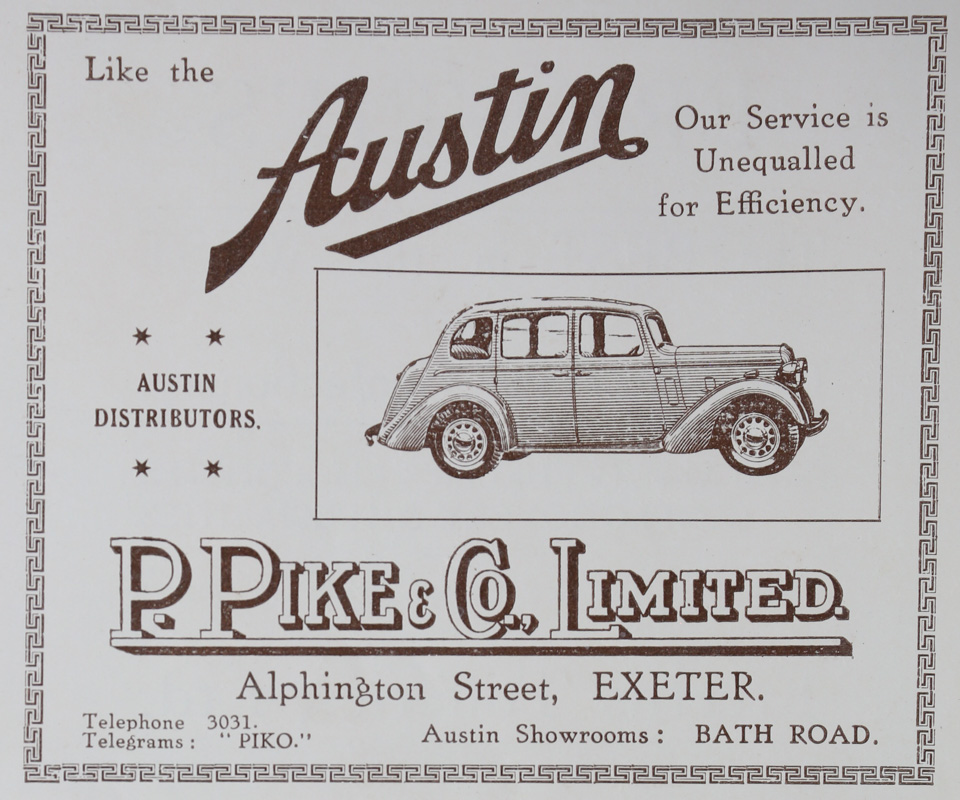 Like the
Austin
Our Service is
Unequalled
for Efficiency.
AUSTIN
DISTRIBUTORS.
P. PIKE & CO., LIMITED.
Alphington Street, EXETER.
Telephone 3031.
Telegrams: "PIKO."
Austin Showrooms: BATH ROAD.